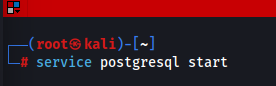 ┌──(root㉿kali)-[~]
└─# service postgresql start